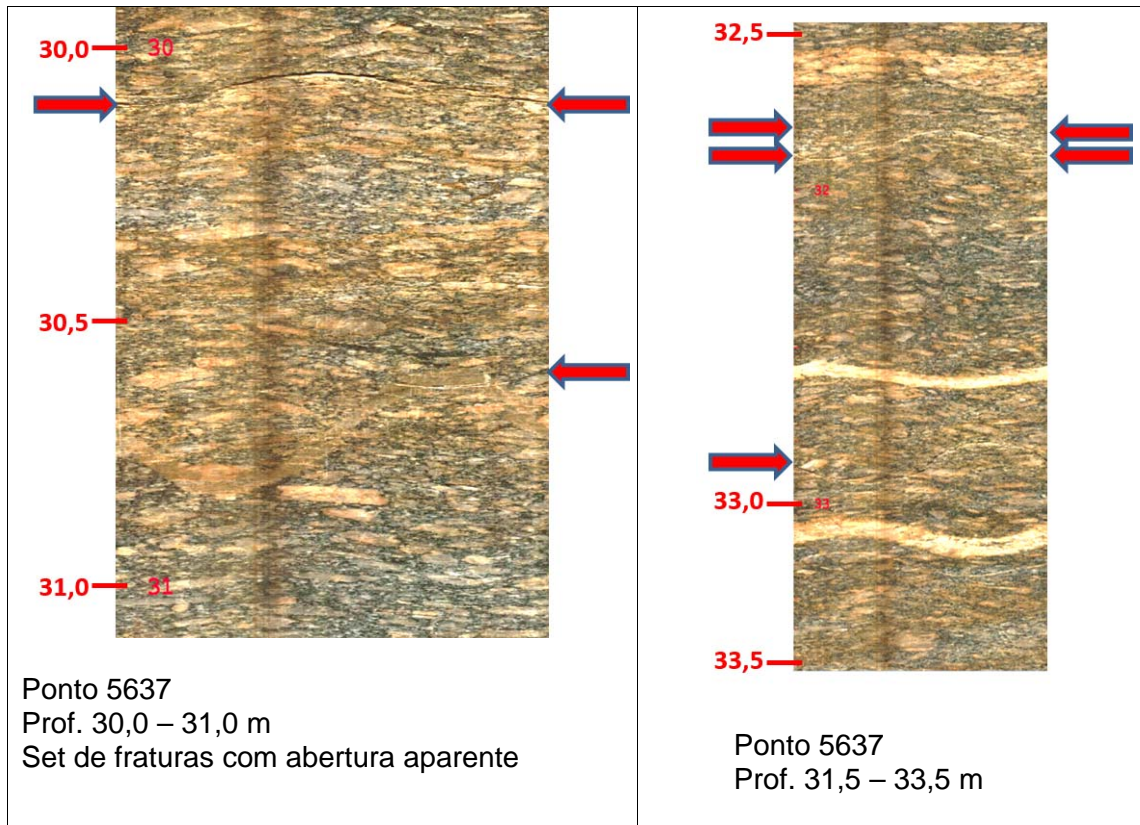 30,0
30
30,5
31,0
31
Ponto 5637
Prof. 30,0 – 31,0 m
Set de fraturas com abertura aparente
32,5
32
33,0
33
33,5
Ponto 5637
Prof. 31,5 – 33,5 m